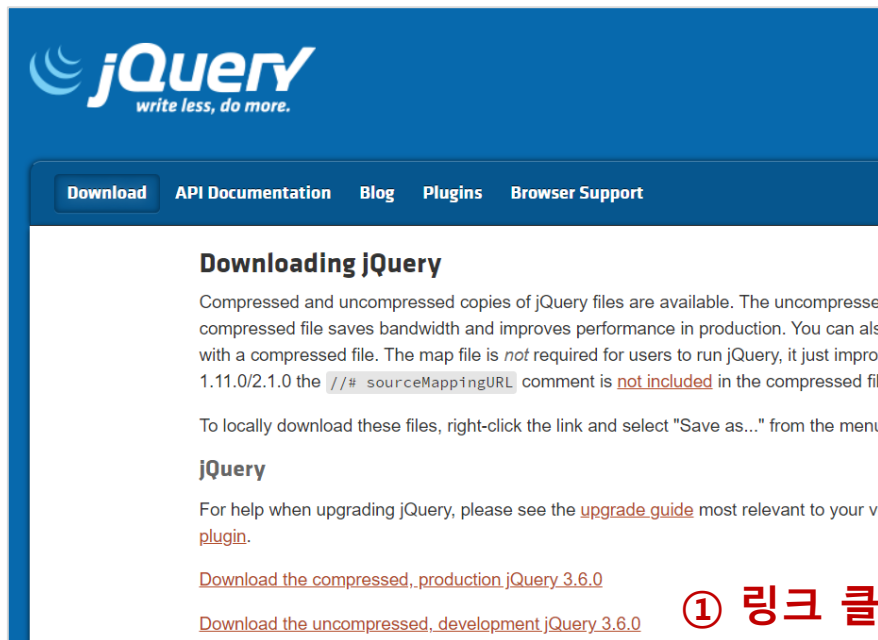 jQuery
write less, do more.
Download API Documentation Blog Plugins Browser Support
Downloading jQuery
Compressed and uncompressed copies of jQuery files are available. The uncompresse
compressed file saves bandwidth and improves performance in production. You can als
with a compressed file. The map file is not required for users to run jQuery, it just impro
1.11.0/2.1.0 the //# sourceMappingURL comment is not included in the compressed fi
To locally download these files, right-click the link and select "Save as..." from the menu
jQuery
For help when upgrading jQuery, please see the upgrade guide most relevant to your v
plugin.
Download the compressed, production jQuery 3.6.0
① 링크 클
Download the uncompressed, development jQuery 3.6.0